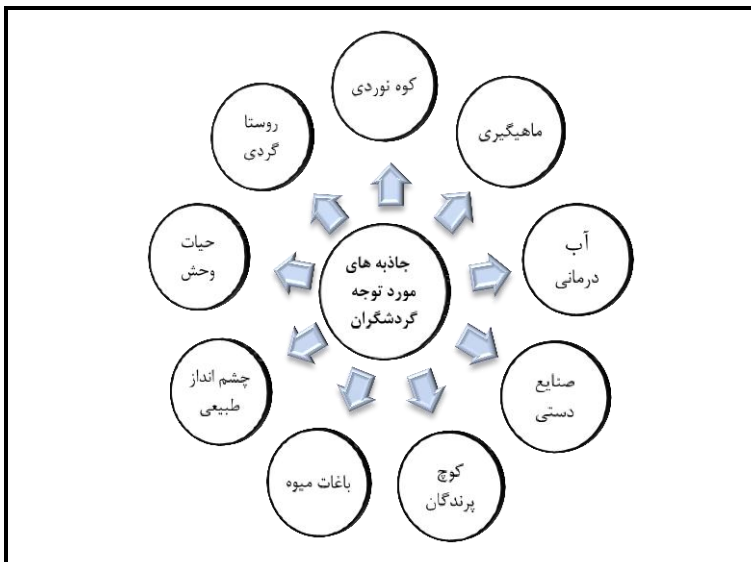 جاذبه های
مورد توجه
گردشگران
کوه نوردی
ماهیگیری
آب
درمانی
صنایع
دستی
کوچ
پرندگان
باغات میوه
چشم انداز
طبیعی
حیات
وحش
روستا
گردی